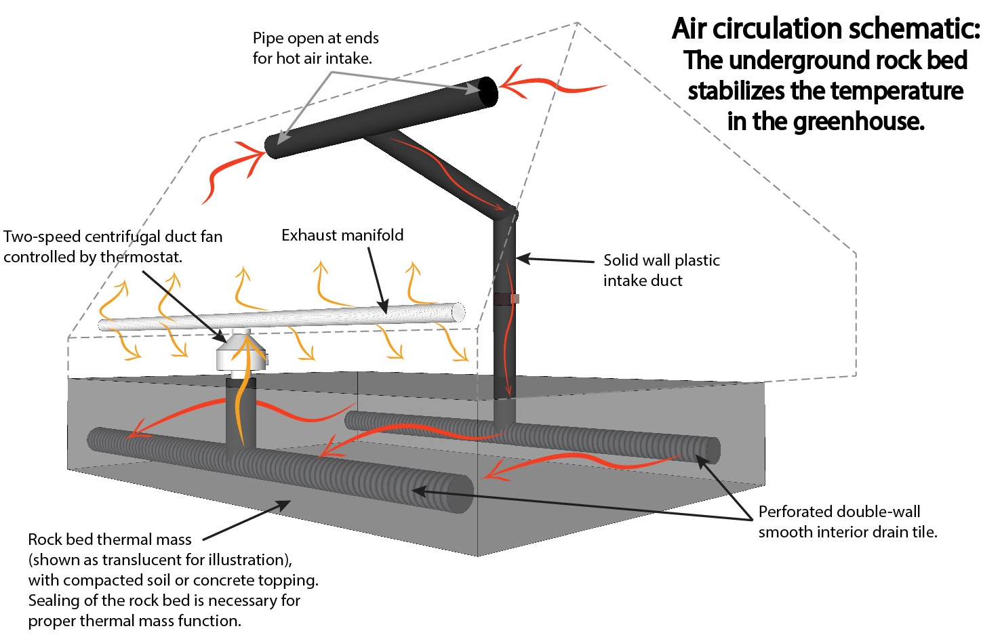 Air circulation schematic:
The underground rock bed
stabilizes the temperature
in the greenhouse.
Pipe open at ends
for hot air intake.
Two-speed centrifugal duct fan
controlled by thermostat.
Exhaust manifold
Solid wall plastic
intake duct
Perforated double-wall
smooth interior drain tile.
Rock bed thermal mass
(shown as translucent for illustration),
with compacted soil or concrete topping.
Sealing of the rock bed is necessary for
proper thermal mass function.